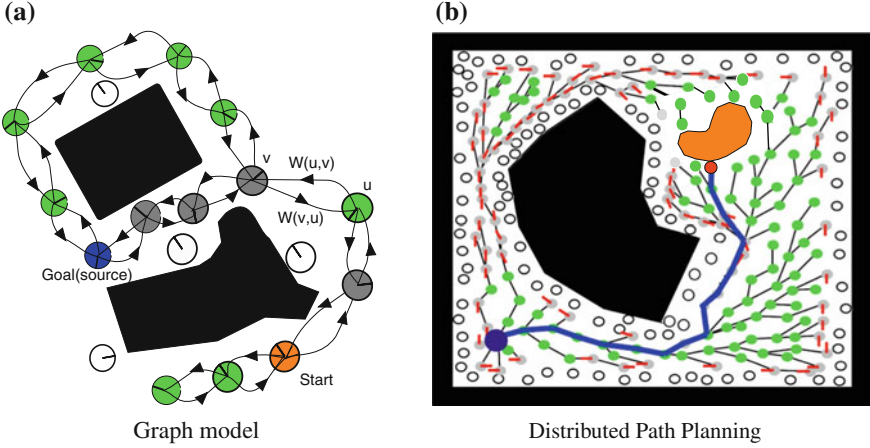 (a)
(b)
v
W(u,v)
u
W(v,u)
Goal(source)
Start
Graph model
Distributed Path Planning